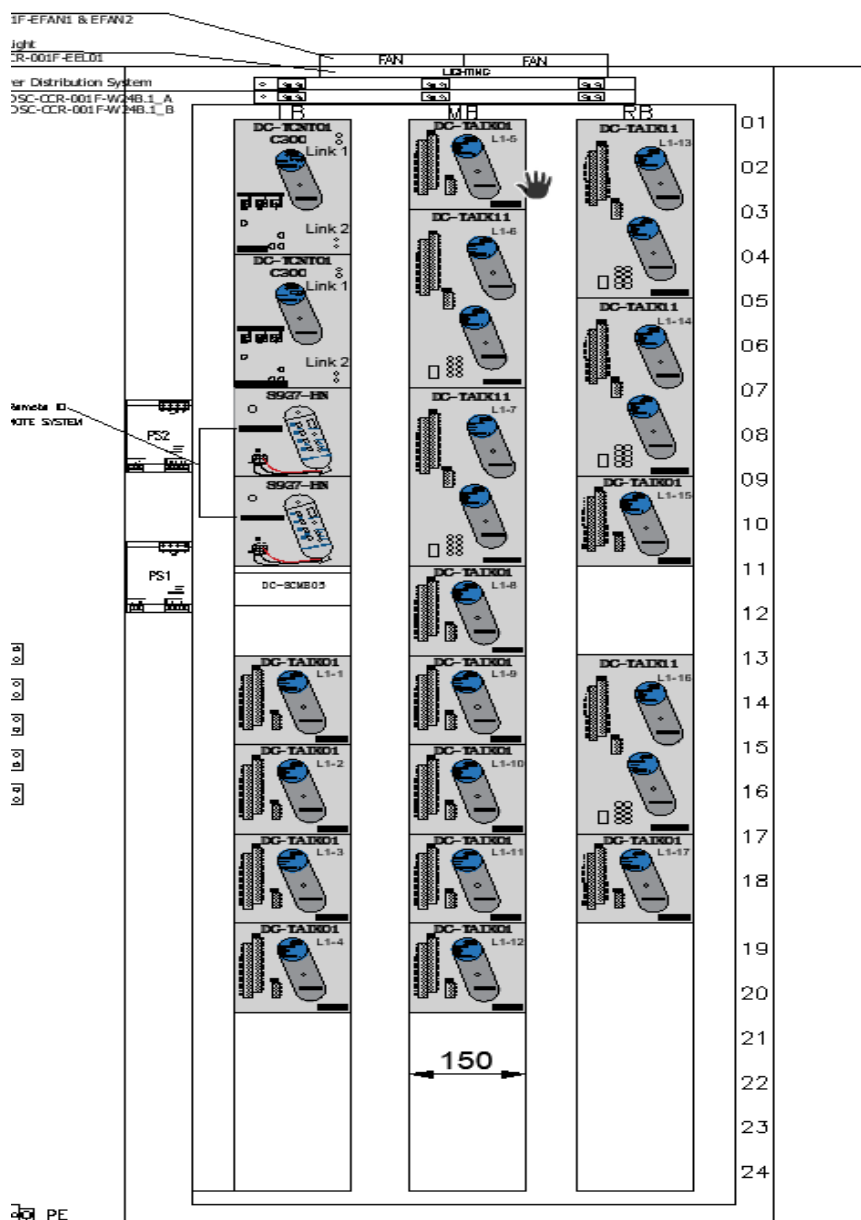 1F-EFAN1 & EFAN2
ight
CR-001F-EEL01
er Distribution System
DSC-CCR-001F-W24B.1_A
DSC-CCR-001F-W24B.1_B
FAN FAN
LIGHTING
LB MB RB
DC-TCNT01
C300
Link 1
Link 2
DC-TCNT01
C300
Link 1
Link 2
S927-HN
S927-HN
DC-SCMB05
DC-TAIX01
L1-1
DC-TAIX01
L1-2
DC-TAIX01
L1-3
DC-TAIX01
L1-4
DC-TAIX01
L1-5
DC-TAIX11
L1-6
DC-TAIX11
L1-7
DC-TAIX01
L1-8
DC-TAIX01
L1-9
DC-TAIX01
L1-10
DC-TAIX01
L1-11
DC-TAIX01
L1-12
150
DC-TAIX11
L1-13
DC-TAIX11
L1-14
DC-TAIX01
L1-15
DC-TAIX11
L1-16
DC-TAIX01
L1-17
01
02
03
04
05
06
07
08
09
10
11
12
13
14
15
16
17
18
19
20
21
22
23
24
Remote IO
MOTE SYSTEM
PS2
PS1
PE